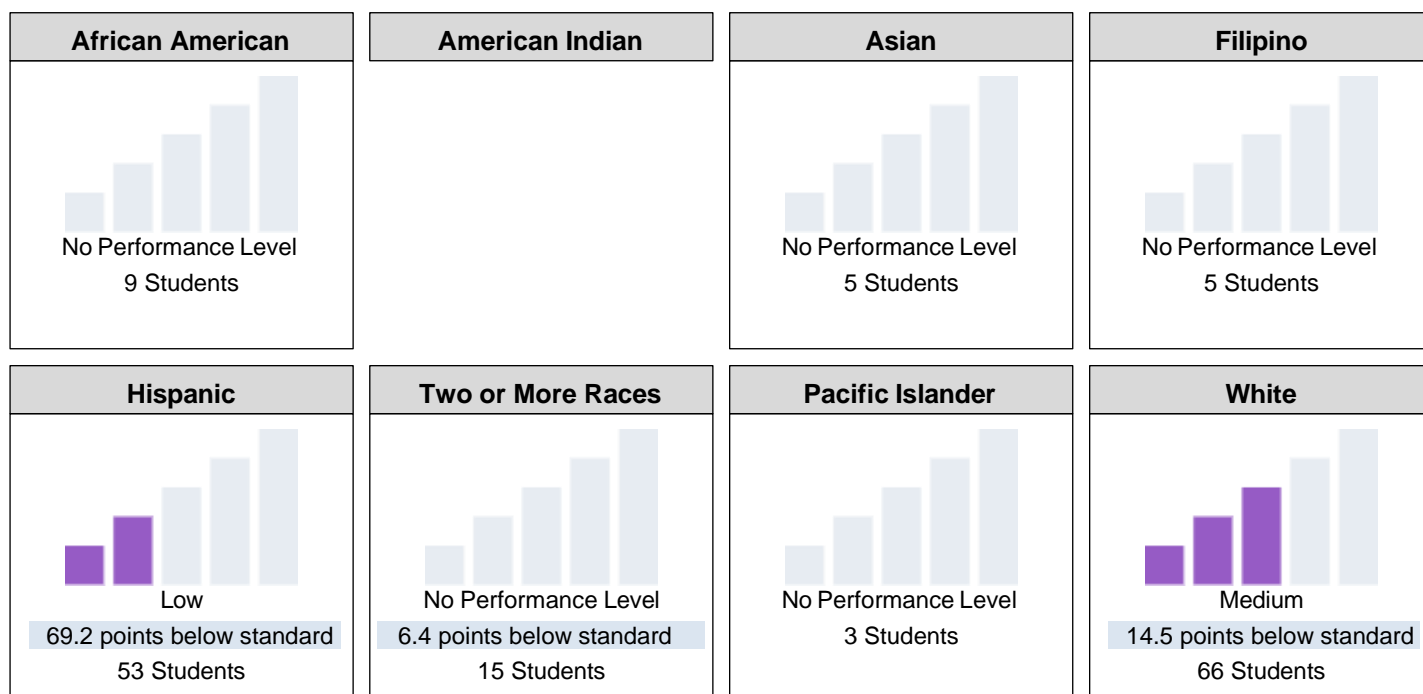 African American
No Performance Level
9 Students
American Indian
Asian
No Performance Level
5 Students
Filipino
No Performance Level
5 Students
Hispanic
Low
69.2 points below standard
53 Students
Two or More Races
No Performance Level
6.4 points below standard
15 Students
Pacific Islander
No Performance Level
3 Students
White
Medium
14.5 points below standard
66 Students